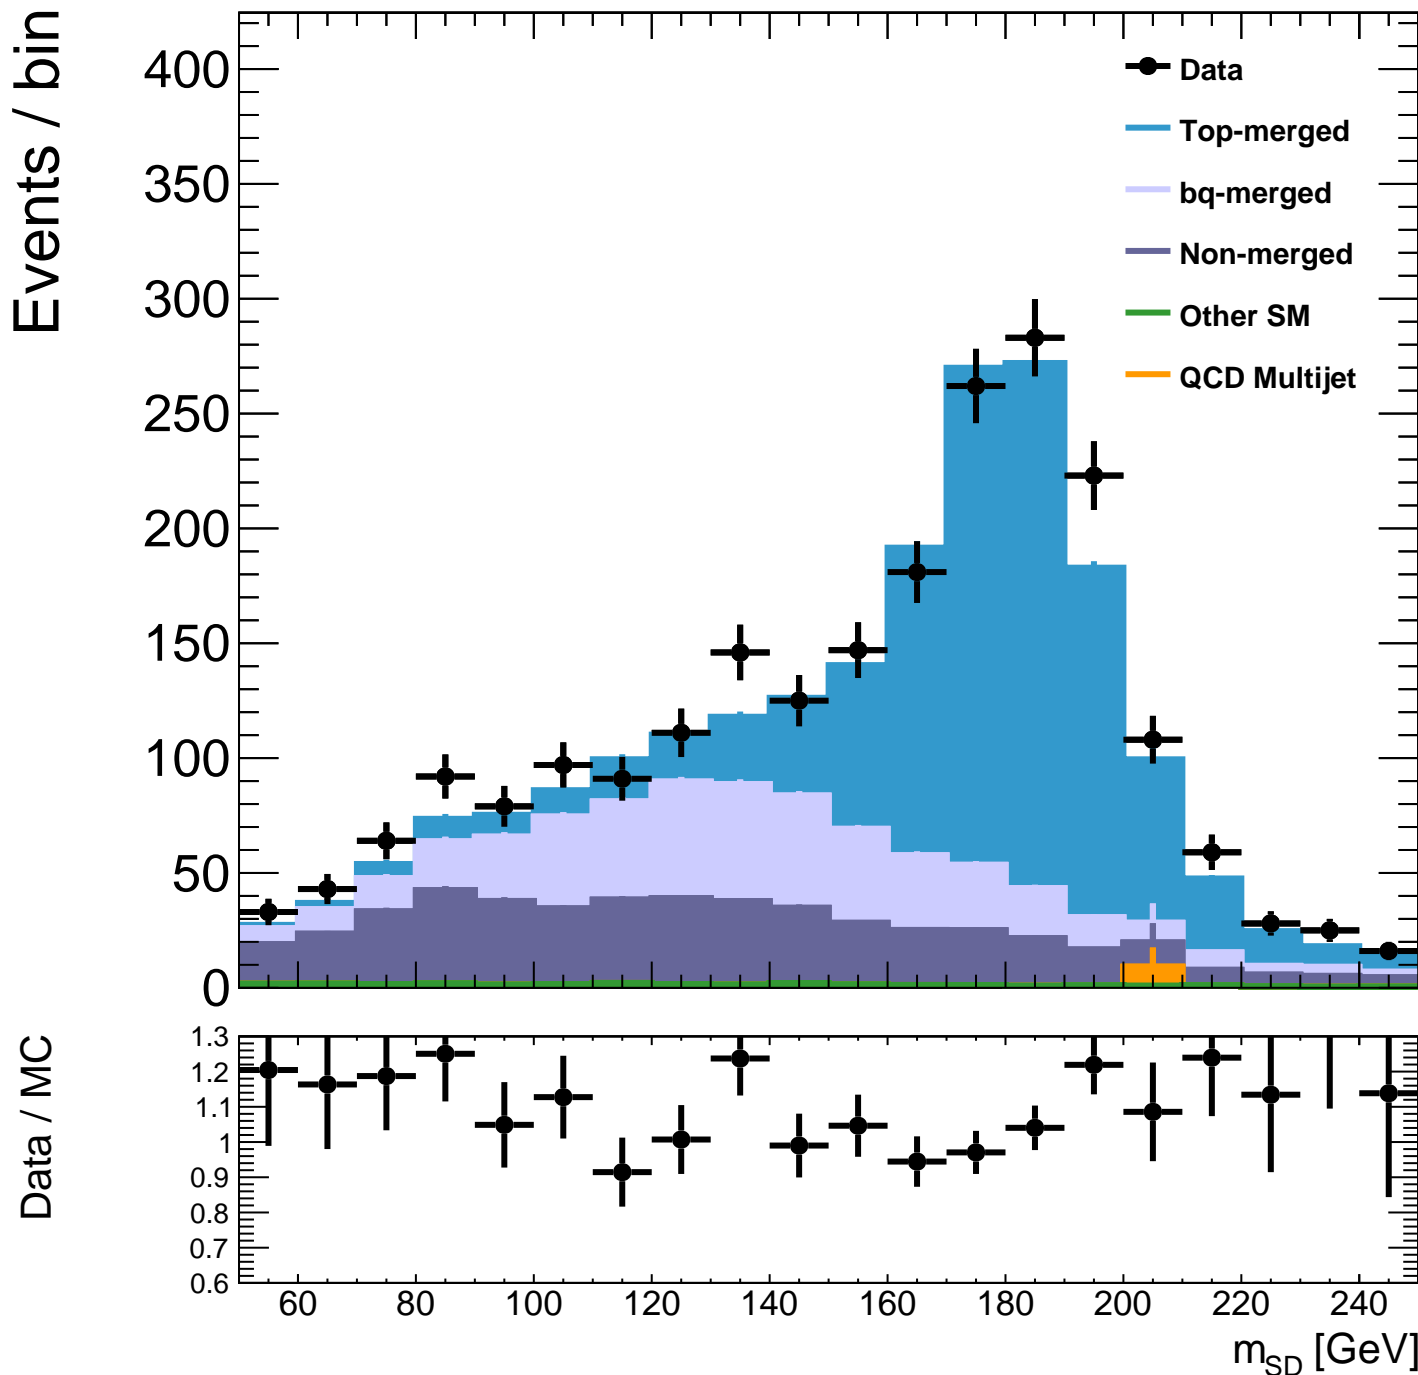 Events / bin
400
350
300
250
200
150
100
50
0
Data
Top-merged
bq-merged
Non-merged
Other SM
QCD Multijet
Data / MC
1.3
1.2
1.1
1
0.9
0.8
0.7
0.6
60 80 100 120 140 160 180 200 220 240
m_SD [GeV]